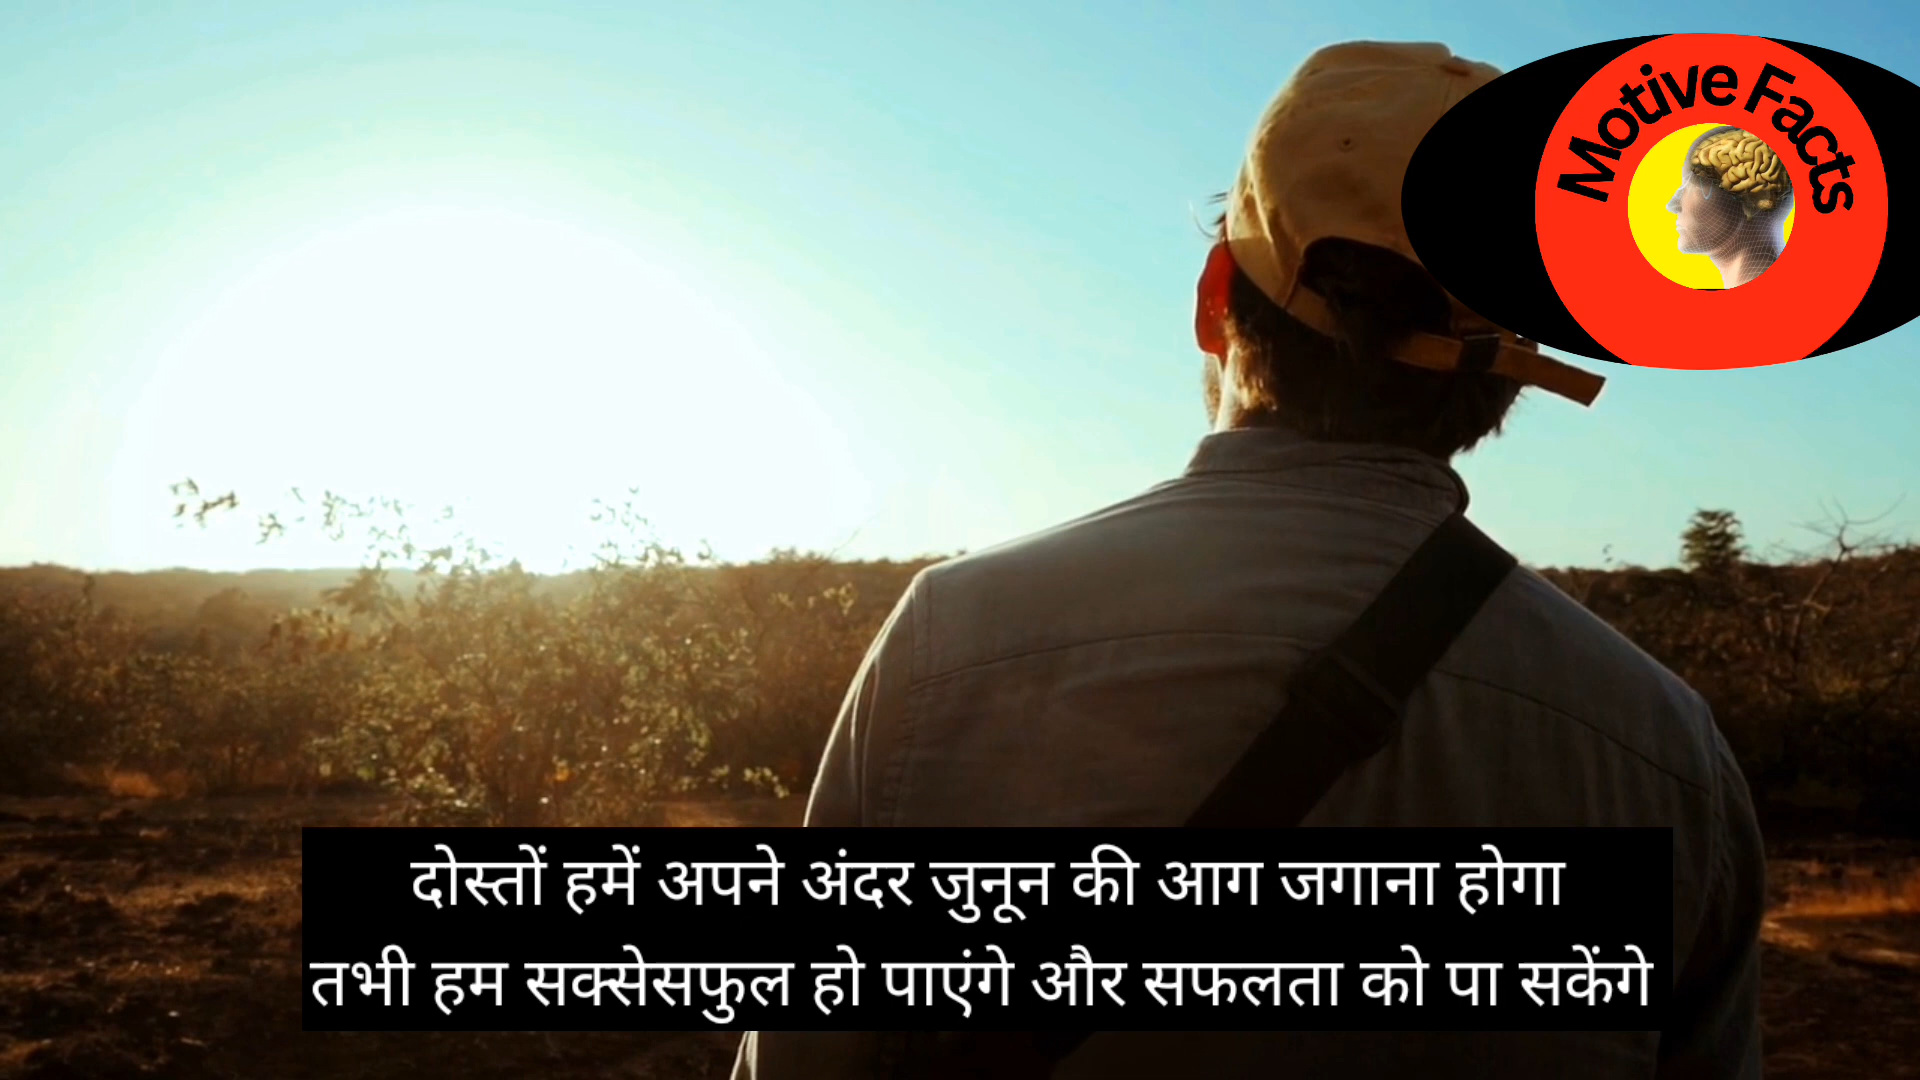 Motive Facts
दोस्तों हमें अपने अंदर जुनून की आग जगाना होगा
तभी हम सक्सेसफुल हो पाएंगे और सफलता को पा सकेंगे